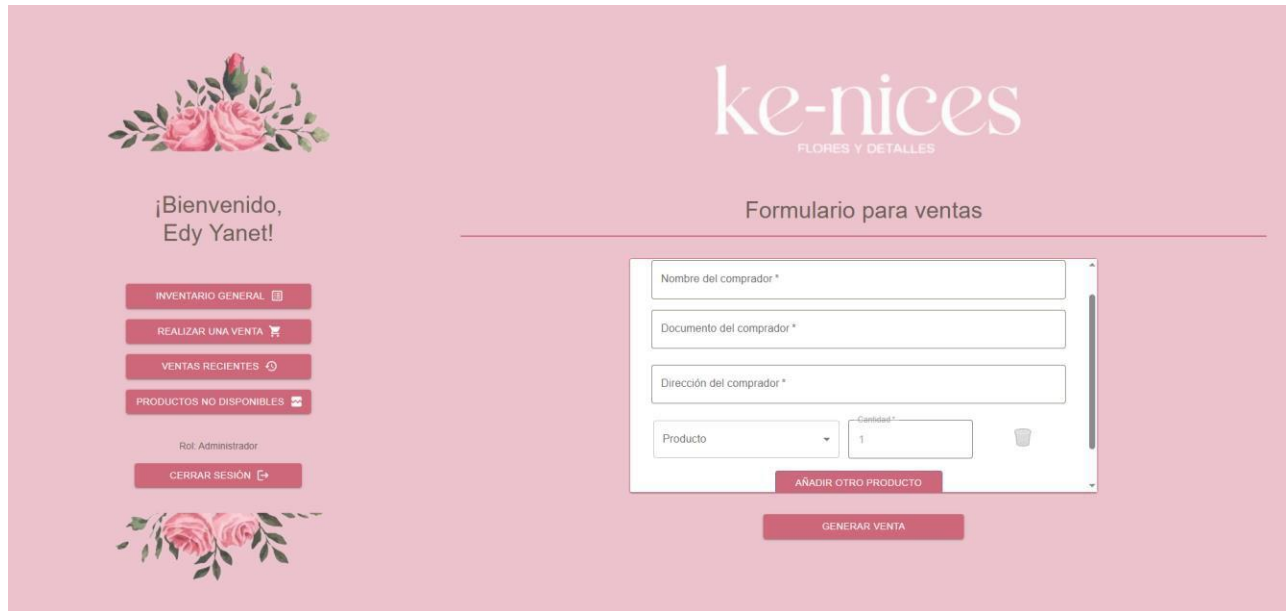 ¡Bienvenido,
Edy Yanet!
INVENTARIO GENERAL
REALIZAR UNA VENTA
VENTAS RECIENTES
PRODUCTOS NO DISPONIBLES
Rol: Administrador
CERRAR SESIÓN
ke-nices
FLORES Y DETALLES
Formulario para ventas
Nombre del comprador *
Documento del comprador *
Dirección del comprador *
Producto
Cantidad *
1
AÑADIR OTRO PRODUCTO
GENERAR VENTA